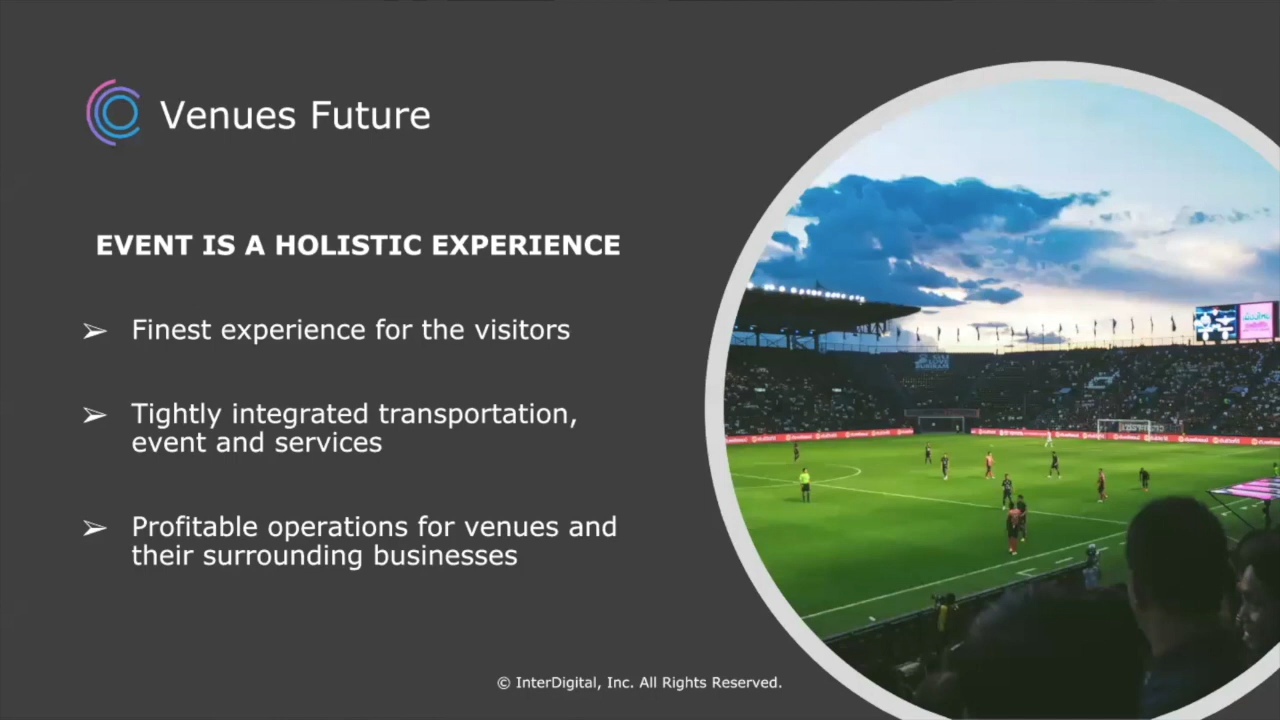 Venues Future
EVENT IS A HOLISTIC EXPERIENCE
➢ Finest experience for the visitors
➢ Tightly integrated transportation,
event and services
➢ Profitable operations for venues and
their surrounding businesses
© InterDigital, Inc. All Rights Reserved.